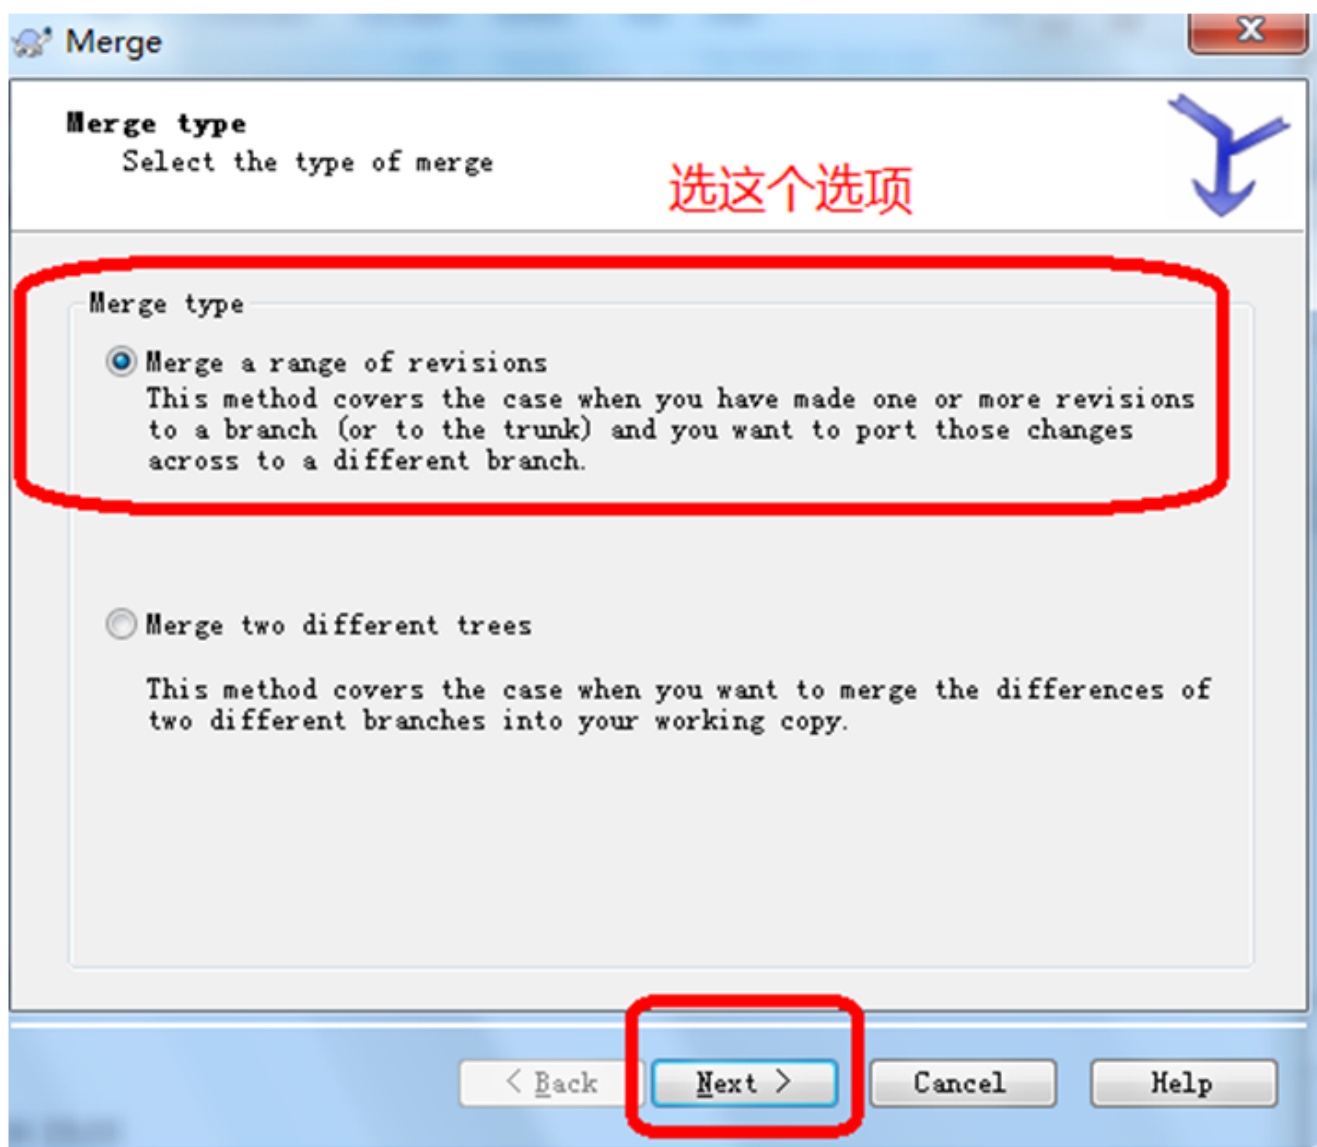 Merge
Merge type
Select the type of merge
选这个选项
Merge type
Merge a range of revisions
This method covers the case when you have made one or more revisions
to a branch (or to the trunk) and you want to port those changes
across to a different branch.
Merge two different trees
This method covers the case when you want to merge the differences of
two different branches into your working copy.
< Back
Next >
Cancel
Help